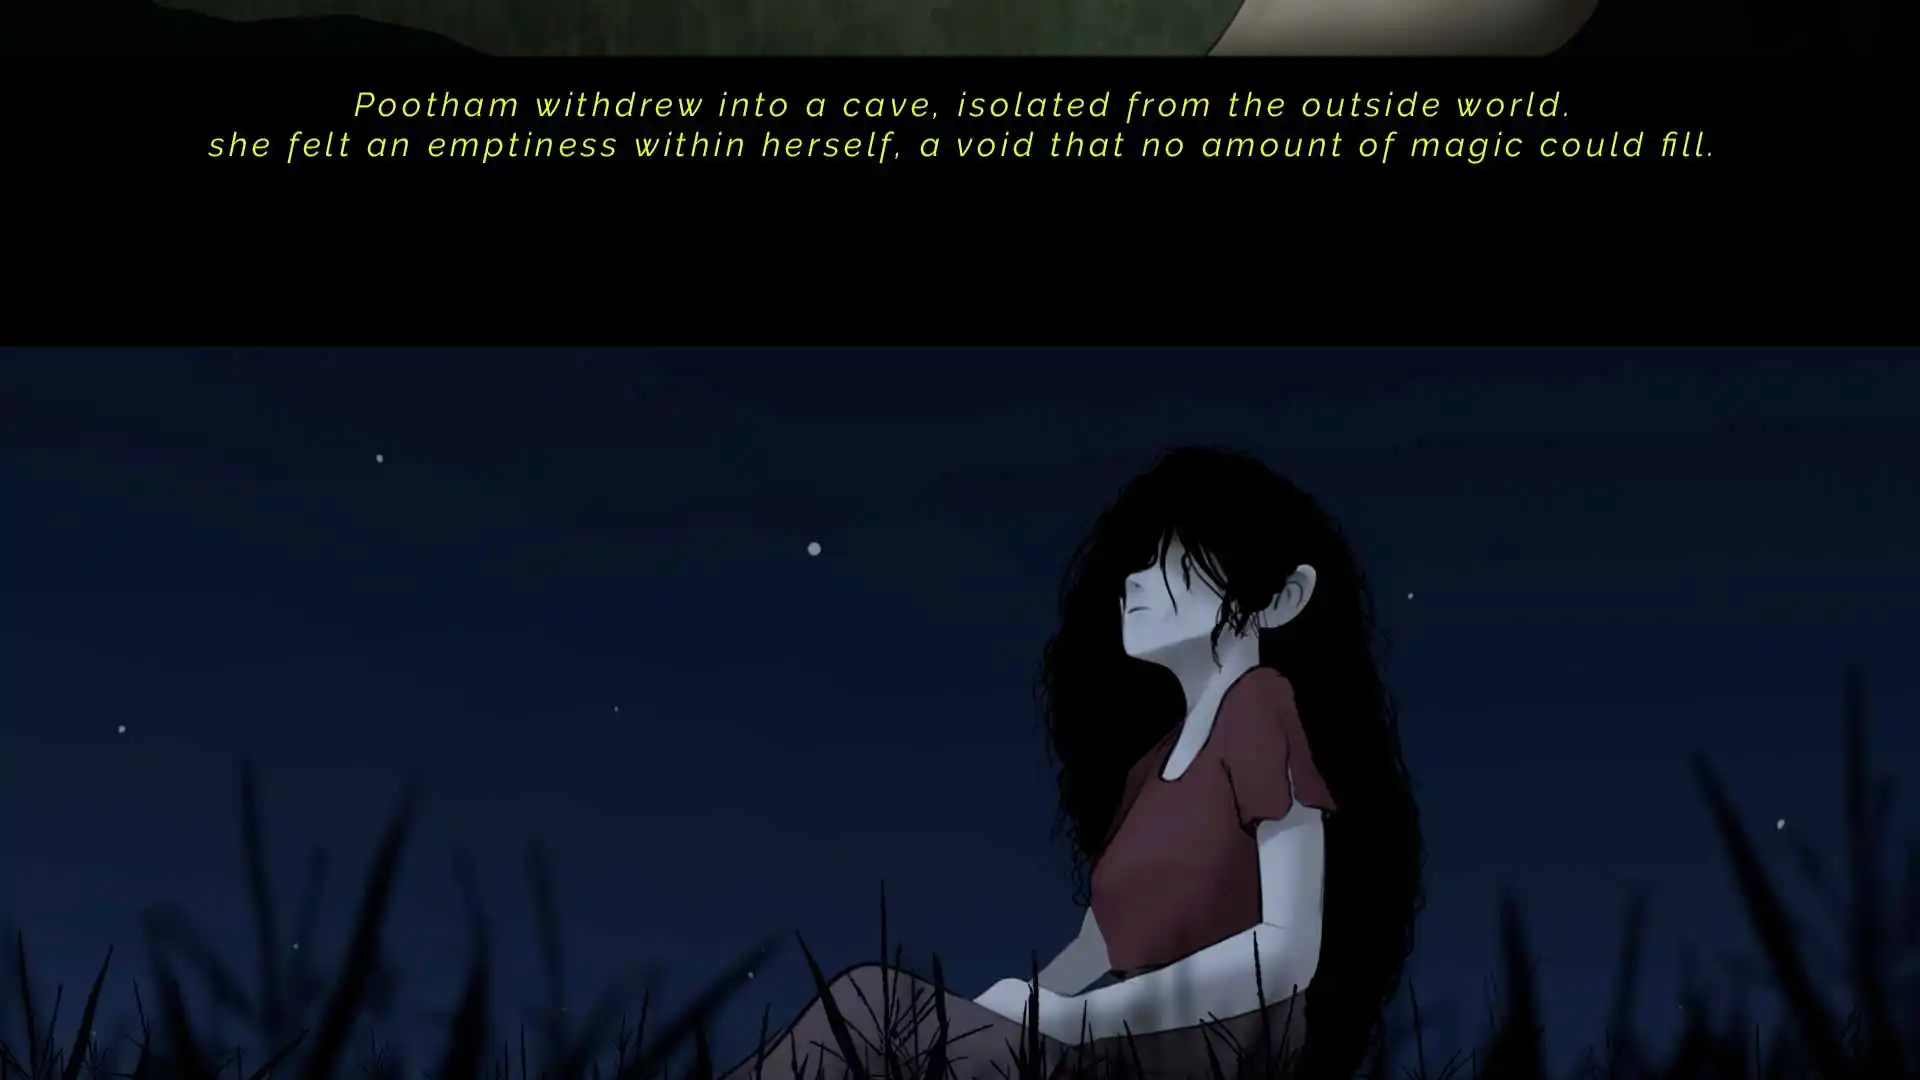 Pootham withdrew into a cave, isolated from the outside world.
she felt an emptiness within herself, a void that no amount of magic could fill.